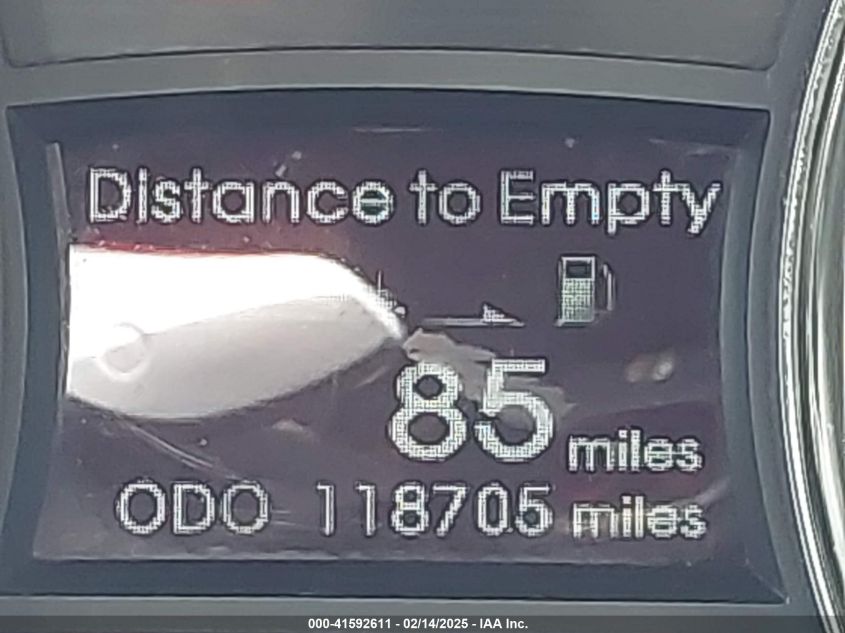 Distance to Empty
85 miles
ODO 118705 miles
000-41592611 - 02/14/2025 - IAA Inc.